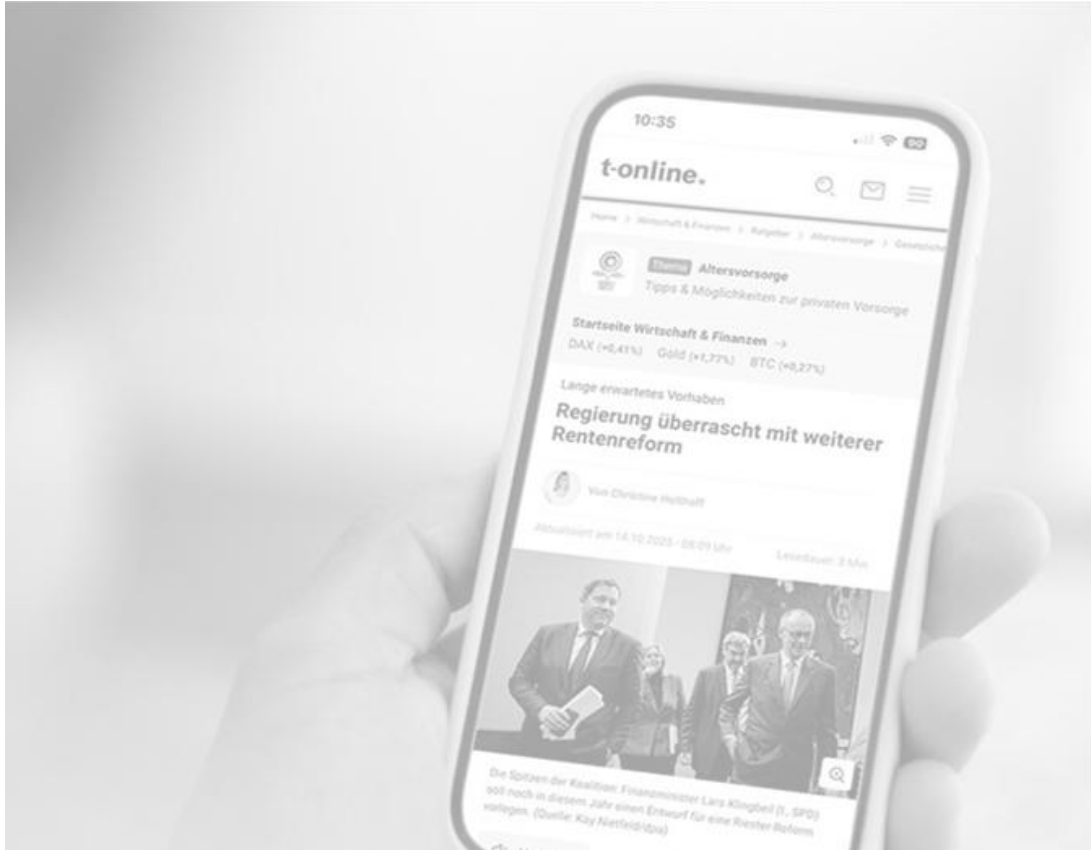 10:35
90
t-online.
Home > Wirtschaft & Finanzen > Ratgeber > Altersvorsorge > Gesetzliche
Thema Altersvorsorge
Tipps & Möglichkeiten zur privaten Vorsorge
Startseite Wirtschaft & Finanzen →
DAX (+0,41%) Gold (+1,77%) BTC (+0,27%)
Lange erwartetes Vorhaben
Regierung überrascht mit weiterer
Rentenreform
Von Christine Holthoff
Aktualisiert am 14.10.2025 - 08:09 Uhr
Lesedauer: 3 Min.
Die Spitzen der Koalition: Finanzminister Lars Klingbeil (l., SPD)
soll noch in diesem Jahr einen Entwurf für eine Riester-Reform
vorlegen. (Quelle: Kay Nietfeld/dpa)